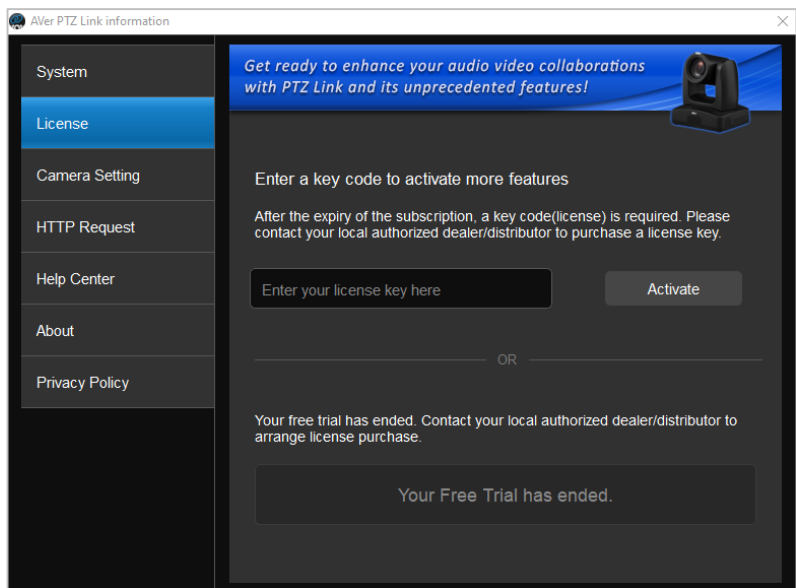 AVer PTZ Link information
System
License
Camera Setting
HTTP Request
Help Center
About
Privacy Policy
Get ready to enhance your audio video collaborations
with PTZ Link and its unprecedented features!
Enter a key code to activate more features
After the expiry of the subscription, a key code(license) is required. Please
contact your local authorized dealer/distributor to purchase a license key.
Enter your license key here
Activate
OR
Your free trial has ended. Contact your local authorized dealer/distributor to
arrange license purchase.
Your Free Trial has ended.